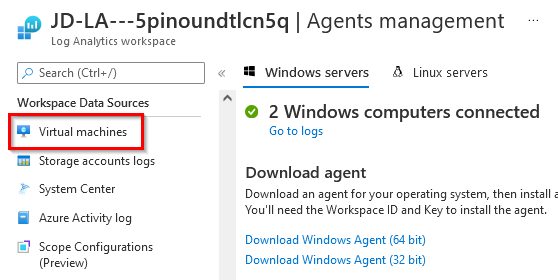 JD-LA---5pinoundtlcn5q | Agents management
Log Analytics workspace
Search (Ctrl+/)
«
Workspace Data Sources
Virtual machines
Storage accounts logs
System Center
Azure Activity log
Scope Configurations
(Preview)
Windows servers
Linux servers
2 Windows computers connected
Go to logs
Download agent
Download an agent for your operating system, then install a
You'll need the Workspace ID and Key to install the agent.
Download Windows Agent (64 bit)
Download Windows Agent (32 bit)